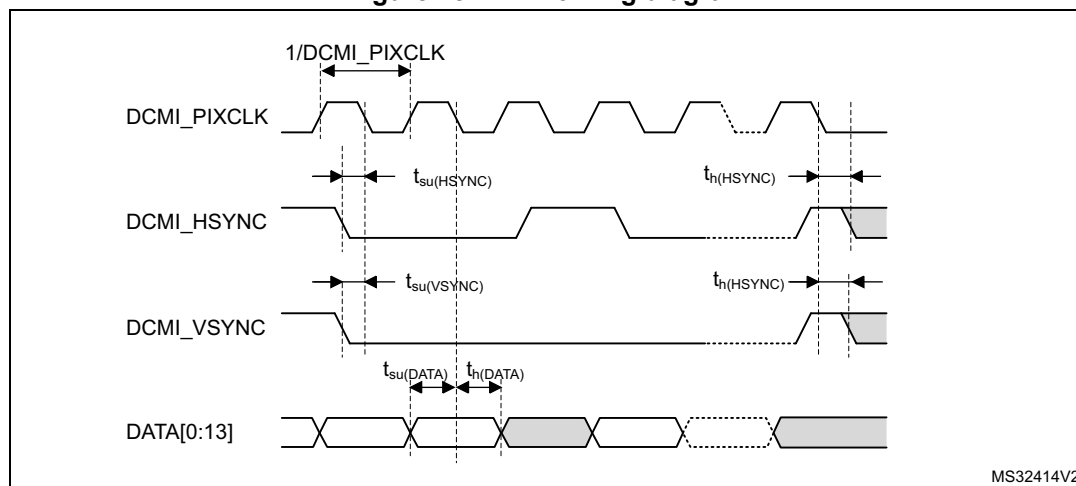 1/DCMI_PIXCLK
DCMI_PIXCLK
tsu(HSYNC)
th(HSYNC)
DCMI_HSYNC
tsu(VSYNC)
th(HSYNC)
DCMI_VSYNC
tsu(DATA) th(DATA)
DATA[0:13]
MS32414V2